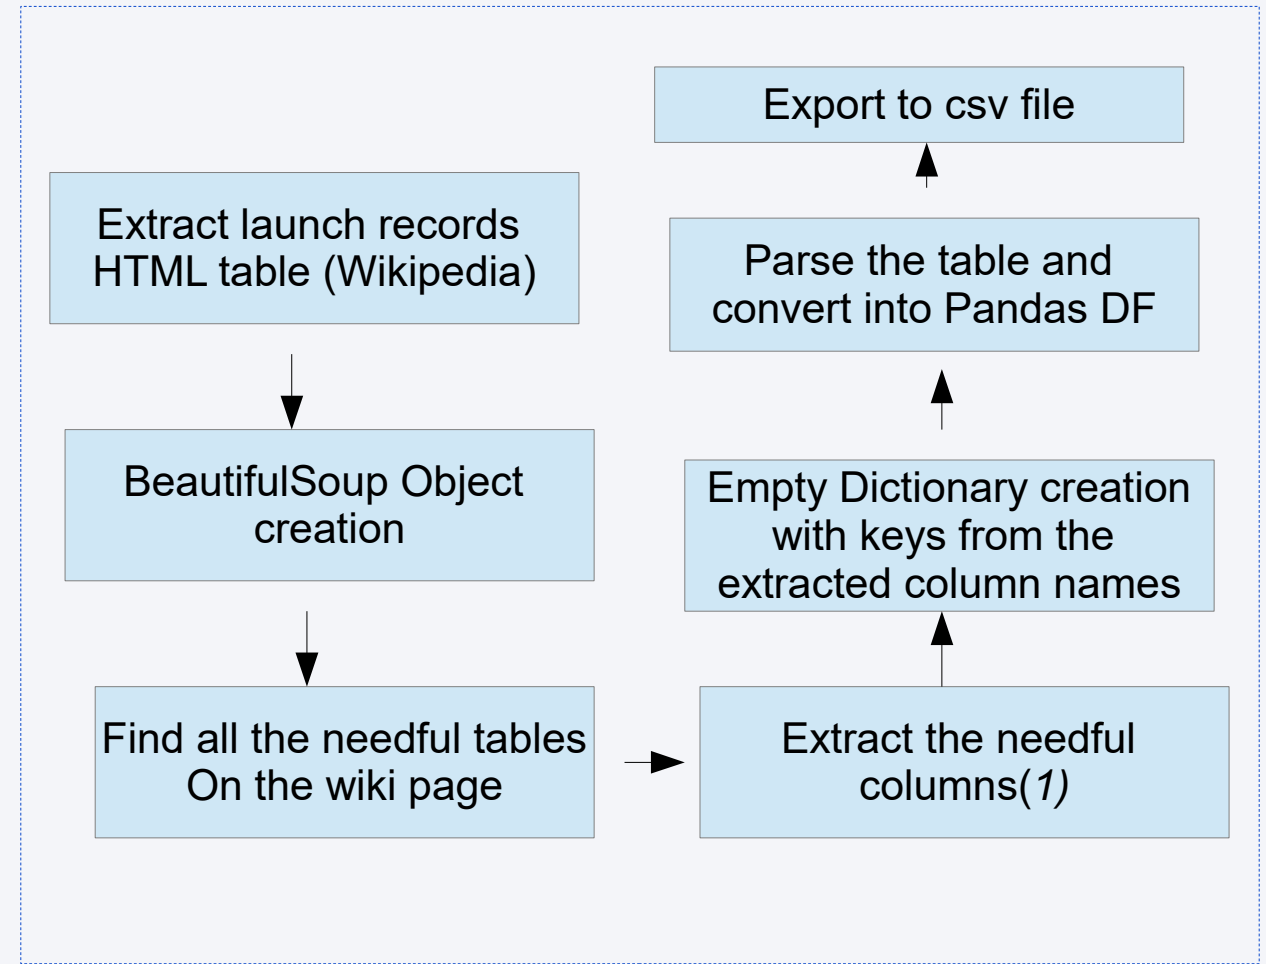 Extract launch records
HTML table (Wikipedia)
BeautifulSoup Object
creation
Find all the needful tables
On the wiki page
Extract the needful
columns(1)
Empty Dictionary creation
with keys from the
extracted column names
Parse the table and
convert into Pandas DF
Export to csv file